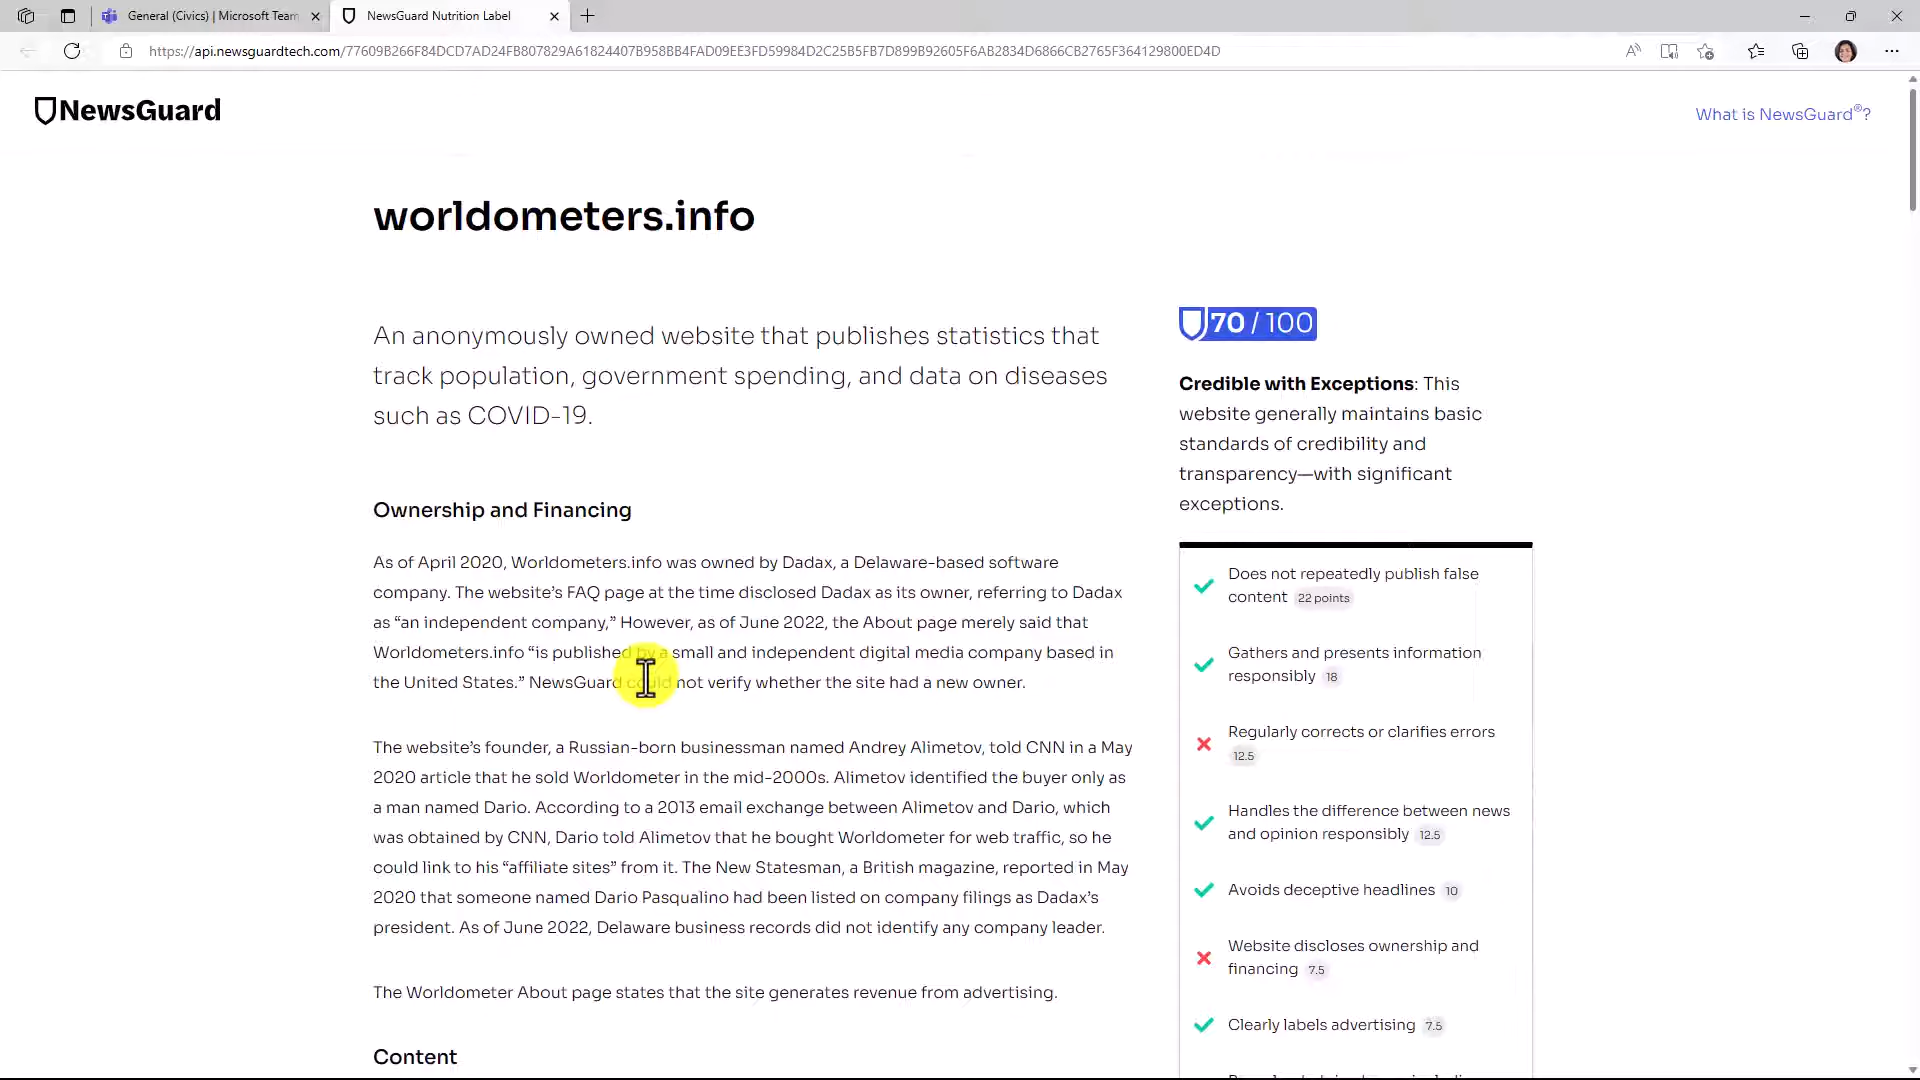 General (Civics) | Microsoft Team
NewsGuard Nutrition Label
https://api.newsguardtech.com/77609B266F84DCD7AD24FB807829A61824407B958BB4FAD09EE3FD59984D2C25B5FB7D899B92605F6AB2834D6866CB2765F364129800ED4D
NewsGuard
What is NewsGuard®?
worldometers.info
An anonymously owned website that publishes statistics that
track population, government spending, and data on diseases
such as COVID-19.
70 / 100
Credible with Exceptions: This
website generally maintains basic
standards of credibility and
transparency—with significant
exceptions.
Ownership and Financing
As of April 2020, Worldometers.info was owned by Dadax, a Delaware-based software
company. The website's FAQ page at the time disclosed Dadax as its owner, referring to Dadax
as “an independent company,” However, as of June 2022, the About page merely said that
Worldometers.info “is published by a small and independent digital media company based in
the United States.” NewsGuard could not verify whether the site had a new owner.
The website's founder, a Russian-born businessman named Andrey Alimetov, told CNN in a May
2020 article that he sold Worldometer in the mid-2000s. Alimetov identified the buyer only as
a man named Dario. According to a 2013 email exchange between Alimetov and Dario, which
was obtained by CNN, Dario told Alimetov that he bought Worldometer for web traffic, so he
could link to his “affiliate sites” from it. The New Statesman, a British magazine, reported in May
2020 that someone named Dario Pasqualino had been listed on company filings as Dadax's
president. As of June 2022, Delaware business records did not identify any company leader.
The Worldometer About page states that the site generates revenue from advertising.
Content
Does not repeatedly publish false
content 22 points
Gathers and presents information
responsibly 18
Regularly corrects or clarifies errors
12.5
Handles the difference between news
and opinion responsibly 12.5
Avoids deceptive headlines 10
Website discloses ownership and
financing 7.5
Clearly labels advertising 7.5